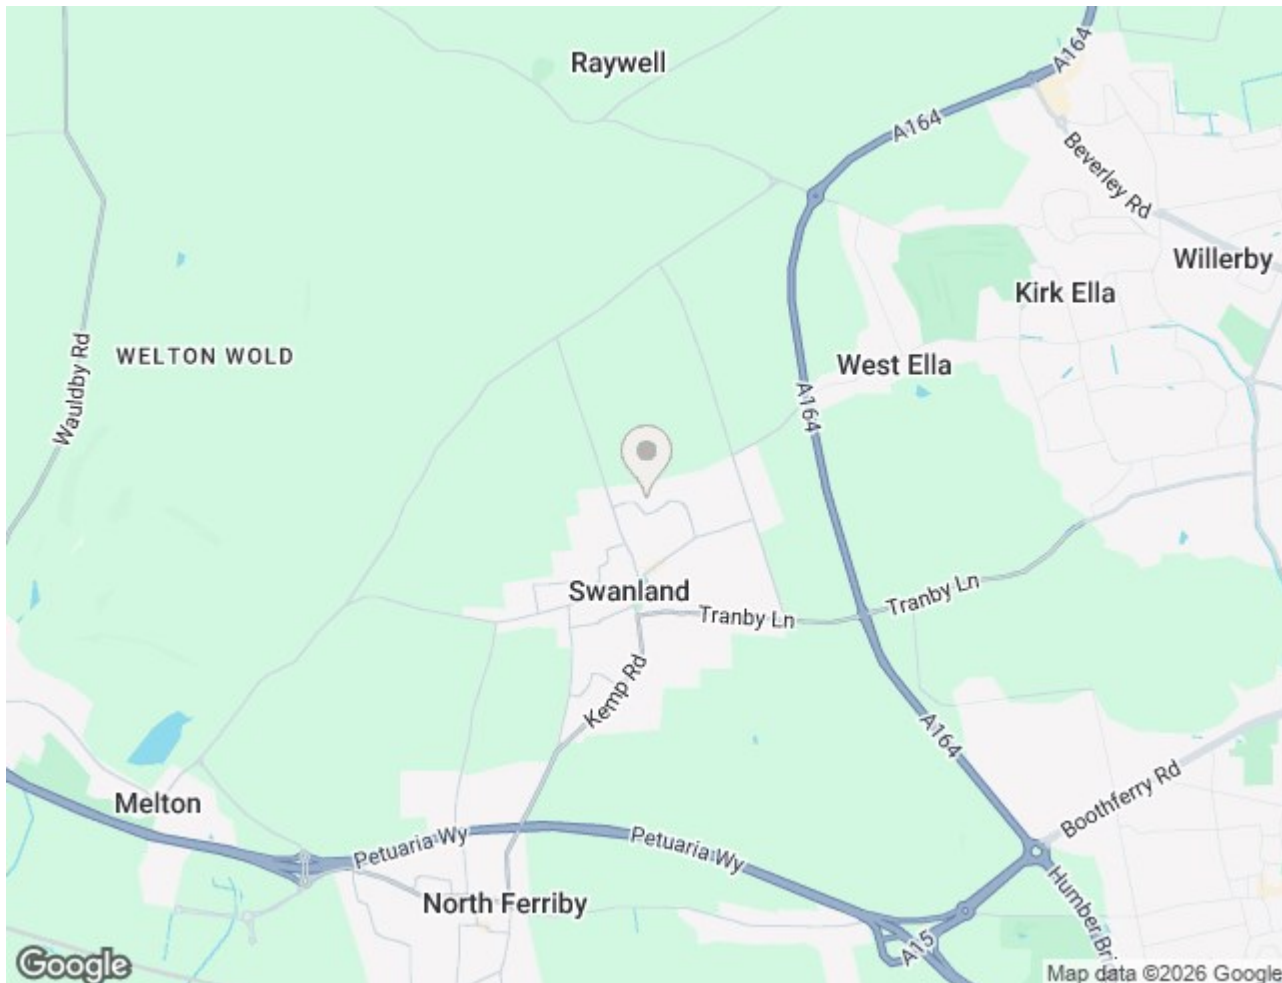 Raywell
A164
A164
Beverley Rd
Willerby
Kirk Ella
WELTON WOLD
Wauldby Rd
West Ella
A164
Swanland
Tranby Ln
Tranby Ln
Kemp Rd
A164
Boothferry Rd
Melton
Petuaria Wy
Petuaria Wy
North Ferriby
Humber Bri
A15
Google
Map data ©2026 Google